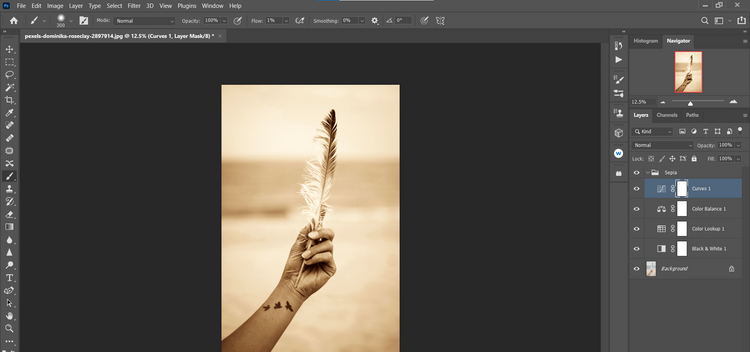 Ps File Edit Image Layer Type Select Filter 3D View Plugins Window Help
200 Mode: Normal Opacity: 100% Flow: 1% Smoothing: 0% 0°
pexels-dominika-roseclay-2897914.jpg @ 12.5% (Curves 1, Layer Mask/8) * ×
Histogram Navigator
12.5%
Layers Channels Paths
Kind
Normal Opacity: 100%
Lock: Fill: 100%
Sepia
Curves 1
Color Balance 1
Color Lookup 1
Black & White 1
Background